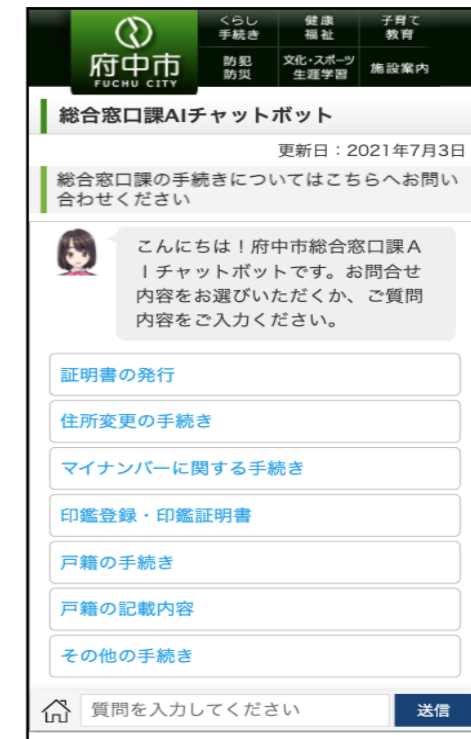 府中市
FUCHU CITY
くらし
手続き
健康
福祉
子育て
教育
防犯
防災
文化・スポーツ
生涯学習
施設案内
総合窓口課AIチャットボット
更新日：2021年7月3日
総合窓口課の手続きについてはこちらへお問い
合わせください
こんにちは！府中市総合窓口課A
Iチャットボットです。お問合せ
内容をお選びいただくか、ご質問
内容をご入力ください。
証明書の発行
住所変更の手続き
マイナンバーに関する手続き
印鑑登録・印鑑証明書
戸籍の手続き
戸籍の記載内容
その他の手続き
質問を入力してください
送信